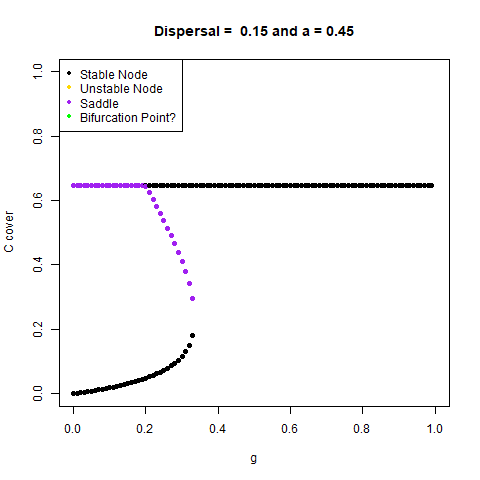 Dispersal =  0.15 and a = 0.45
Stable Node
Unstable Node
Saddle
Bifurcation Point?
C cover
1.0
0.8
0.6
0.4
0.2
0.0
0.0 0.2 0.4 0.6 0.8 1.0
g